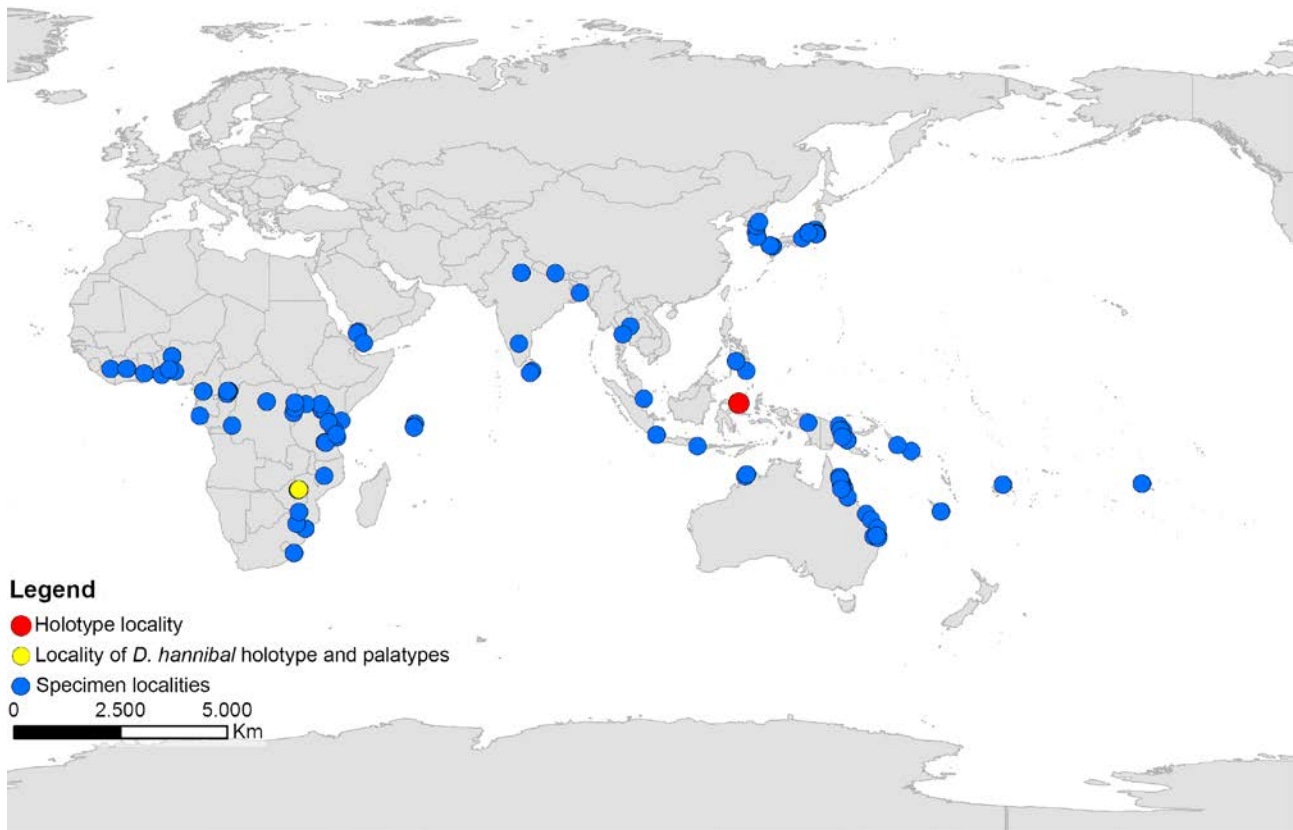 Legend
Holotype locality
Locality of D. hannibal holotype and palatypes
Specimen localities
0 2.500 5.000
Km